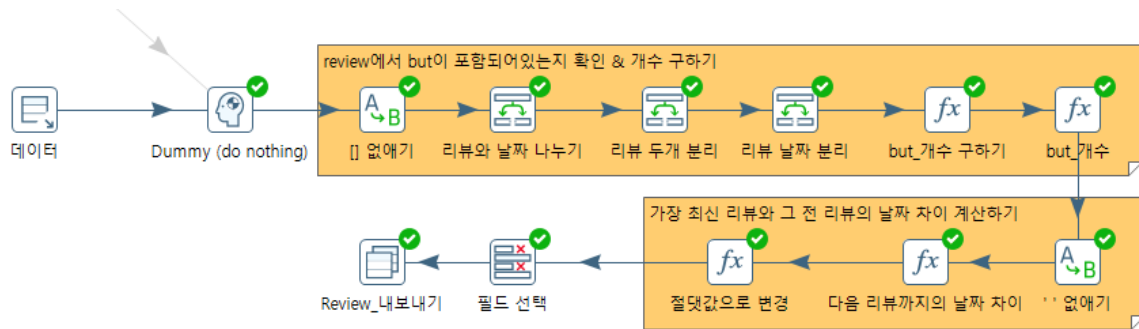 review에서 but이 포함되어있는지 확인 & 개수 구하기
데이터
Dummy (do nothing)
[] 없애기
리뷰와 날짜 나누기
리뷰 두개 분리
리뷰 날짜 분리
but_개수 구하기
but_개수
가장 최신 리뷰와 그 전 리뷰의 날짜 차이 계산하기
Review_내보내기
필드 선택
절댓값으로 변경
다음 리뷰까지의 날짜 차이
' ' 없애기